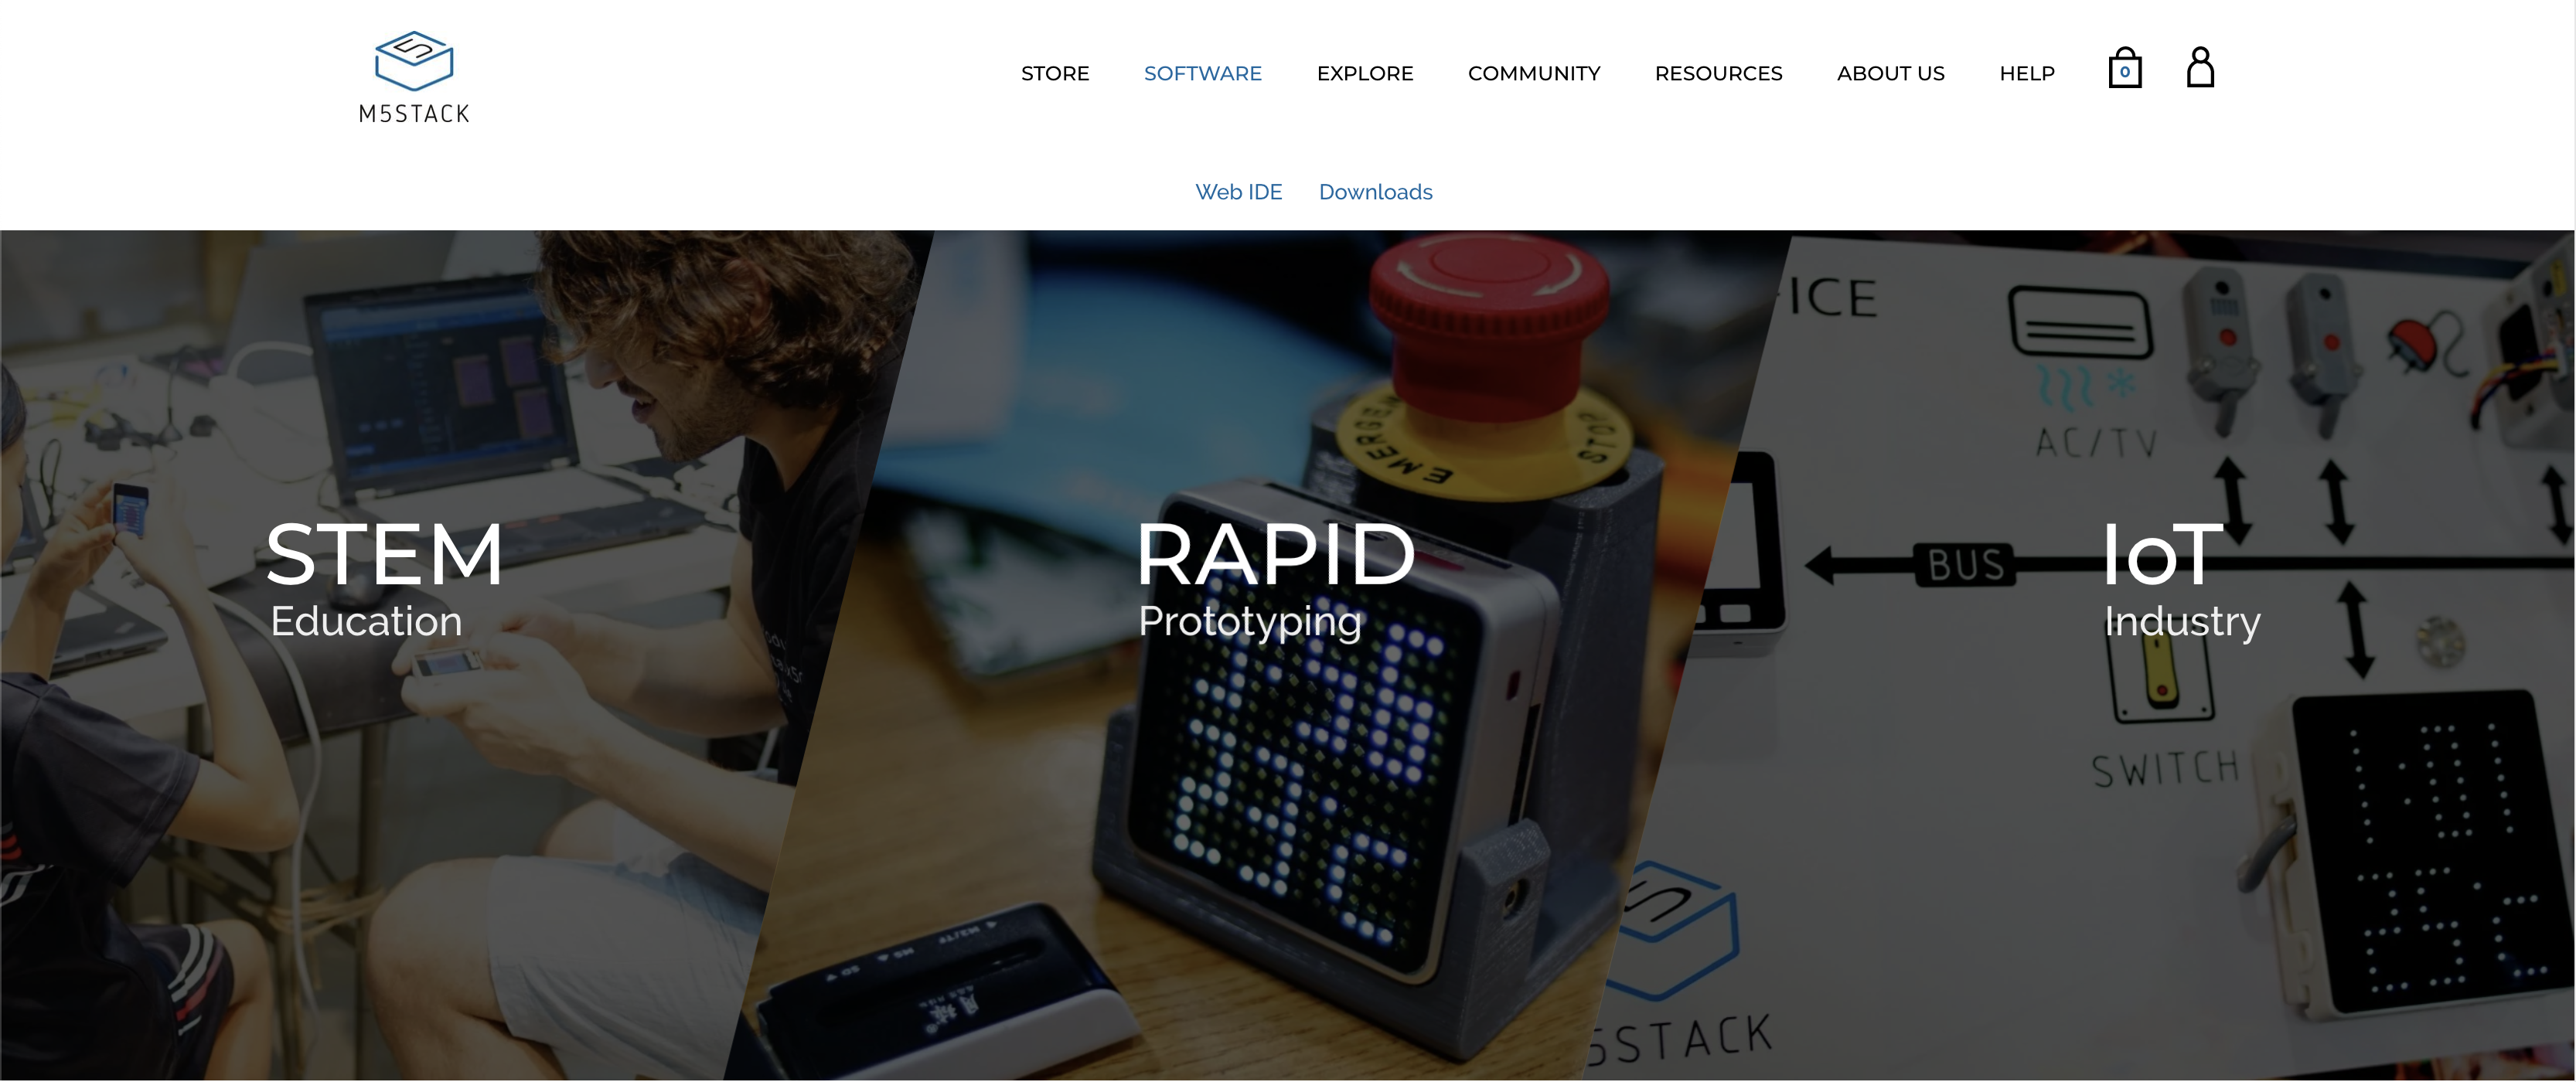 M5STACK
STORE SOFTWARE EXPLORE COMMUNITY RESOURCES ABOUT US HELP 0
Web IDE Downloads
STEM
Education
RAPID
Prototyping
IoT
Industry
EMERGEN
STOP
ICE
AC/TV
BUS
SWITCH
5STACK